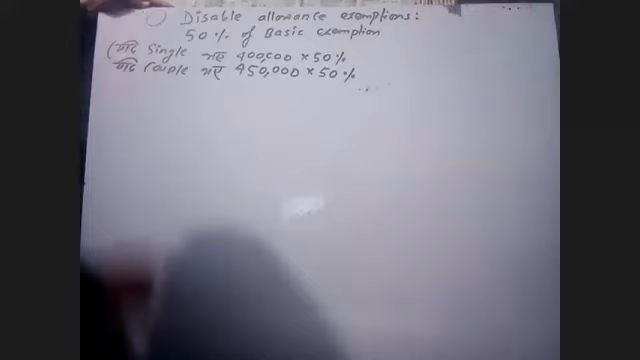 Disable allowance exemptions:
50% of Basic exemption
(यदि Single भए 400,000 × 50%
यदि Couple भए 450,000 × 50%